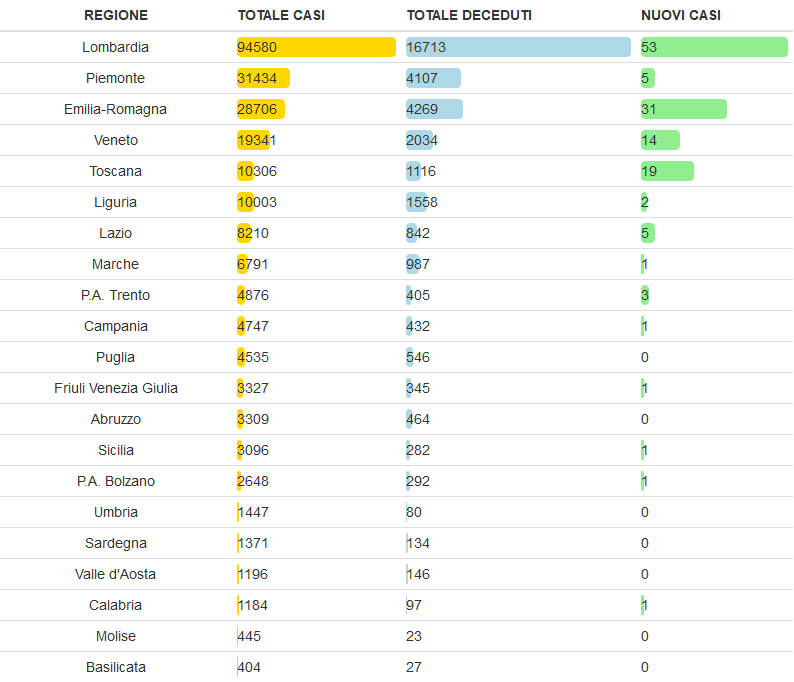 REGIONE TOTALE CASI TOTALE DECEDUTI NUOVI CASI
Lombardia 94580 16713 53
Piemonte 31434 4107 5
Emilia-Romagna 28706 4269 31
Veneto 19341 2034 14
Toscana 10306 1116 19
Liguria 10003 1558 2
Lazio 8210 842 5
Marche 6791 987 1
P.A. Trento 4876 405 3
Campania 4747 432 1
Puglia 4535 546 0
Friuli Venezia Giulia 3327 345 1
Abruzzo 3309 464 0
Sicilia 3096 282 1
P.A. Bolzano 2648 292 1
Umbria 1447 80 0
Sardegna 1371 134 0
Valle d'Aosta 1196 146 0
Calabria 1184 97 1
Molise 445 23 0
Basilicata 404 27 0